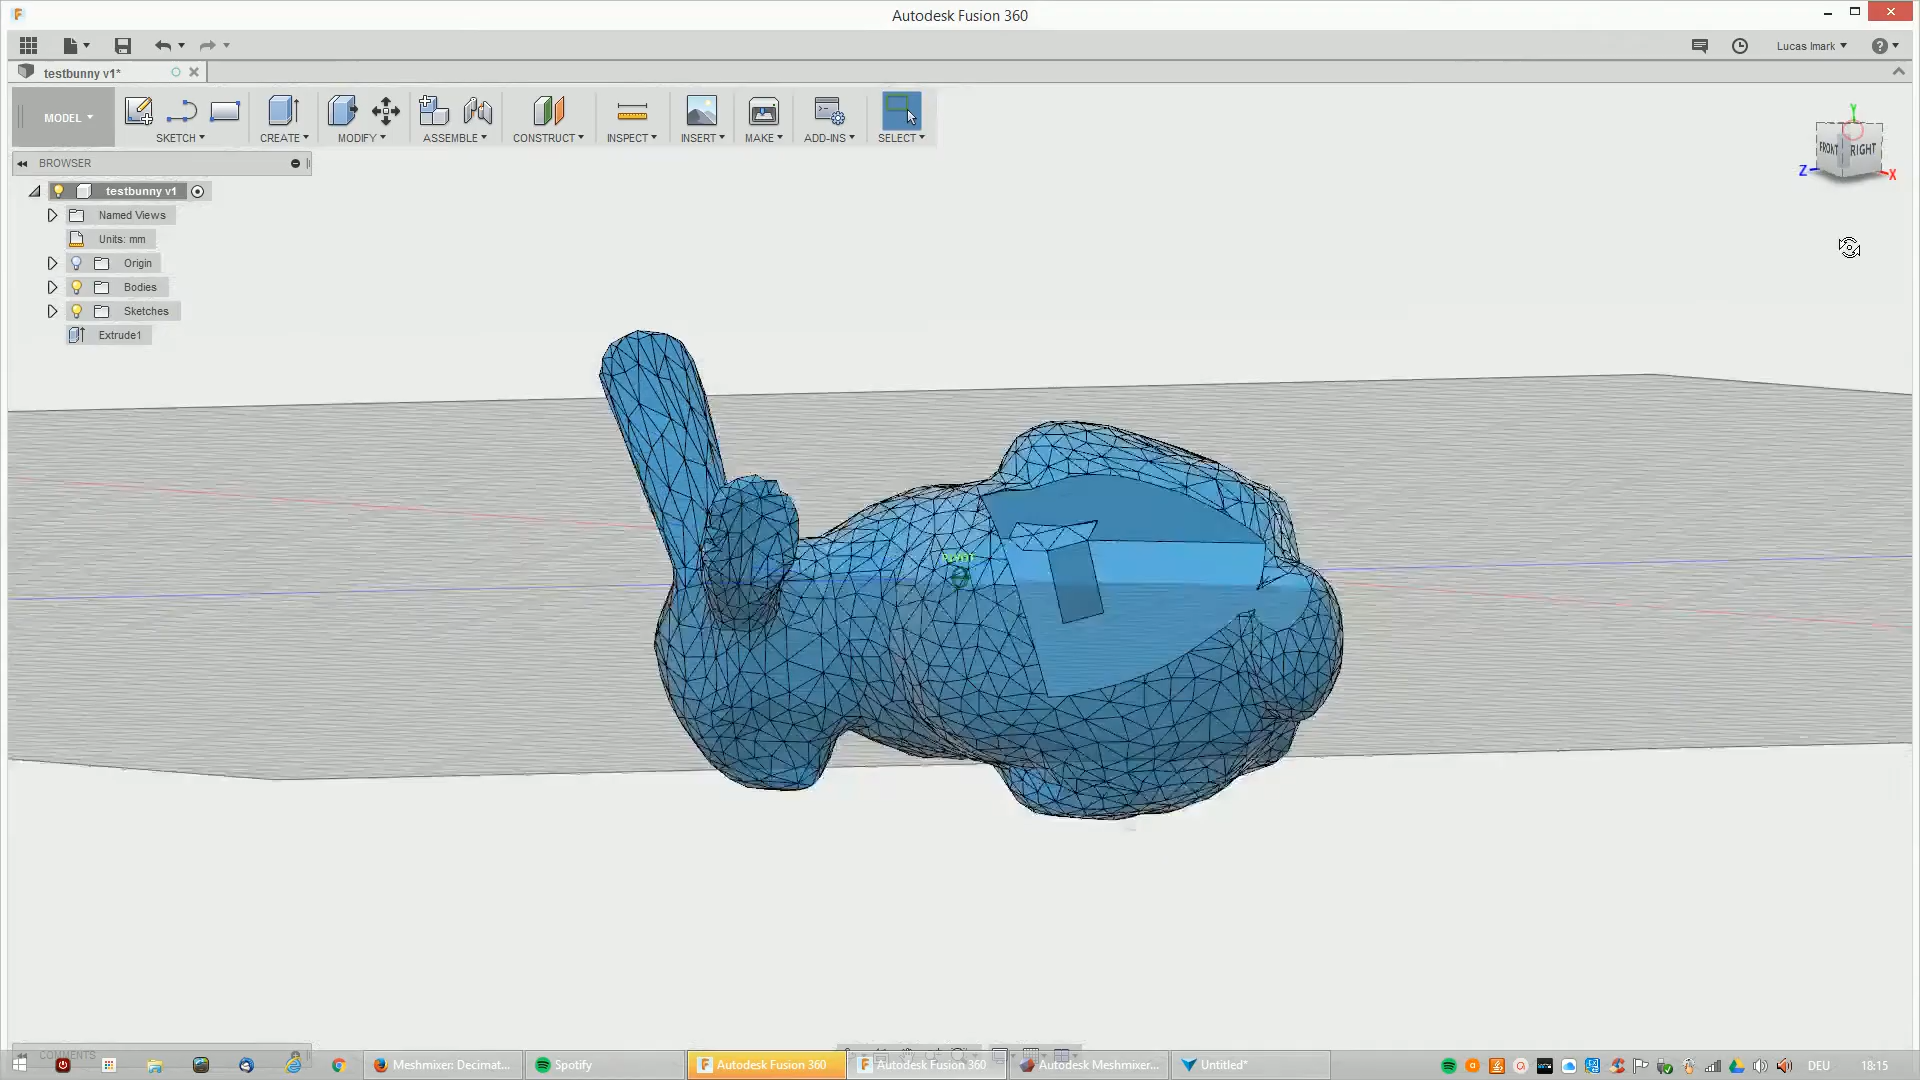 Autodesk Fusion 360
Lucas Imark
testbunny v1*
MODEL
SKETCH
CREATE
MODIFY
ASSEMBLE
CONSTRUCT
INSPECT
INSERT
MAKE
ADD-INS
SELECT
BROWSER
testbunny v1
Named Views
Units: mm
Origin
Bodies
Sketches
Extrude1
Y
FRONT
RIGHT
Z
X
COMMENTS
Meshmixer: Decimat...
Spotify
Autodesk Fusion 360
Autodesk Fusion 360
Autodesk Meshmixer...
Untitled*
DEU
18:15